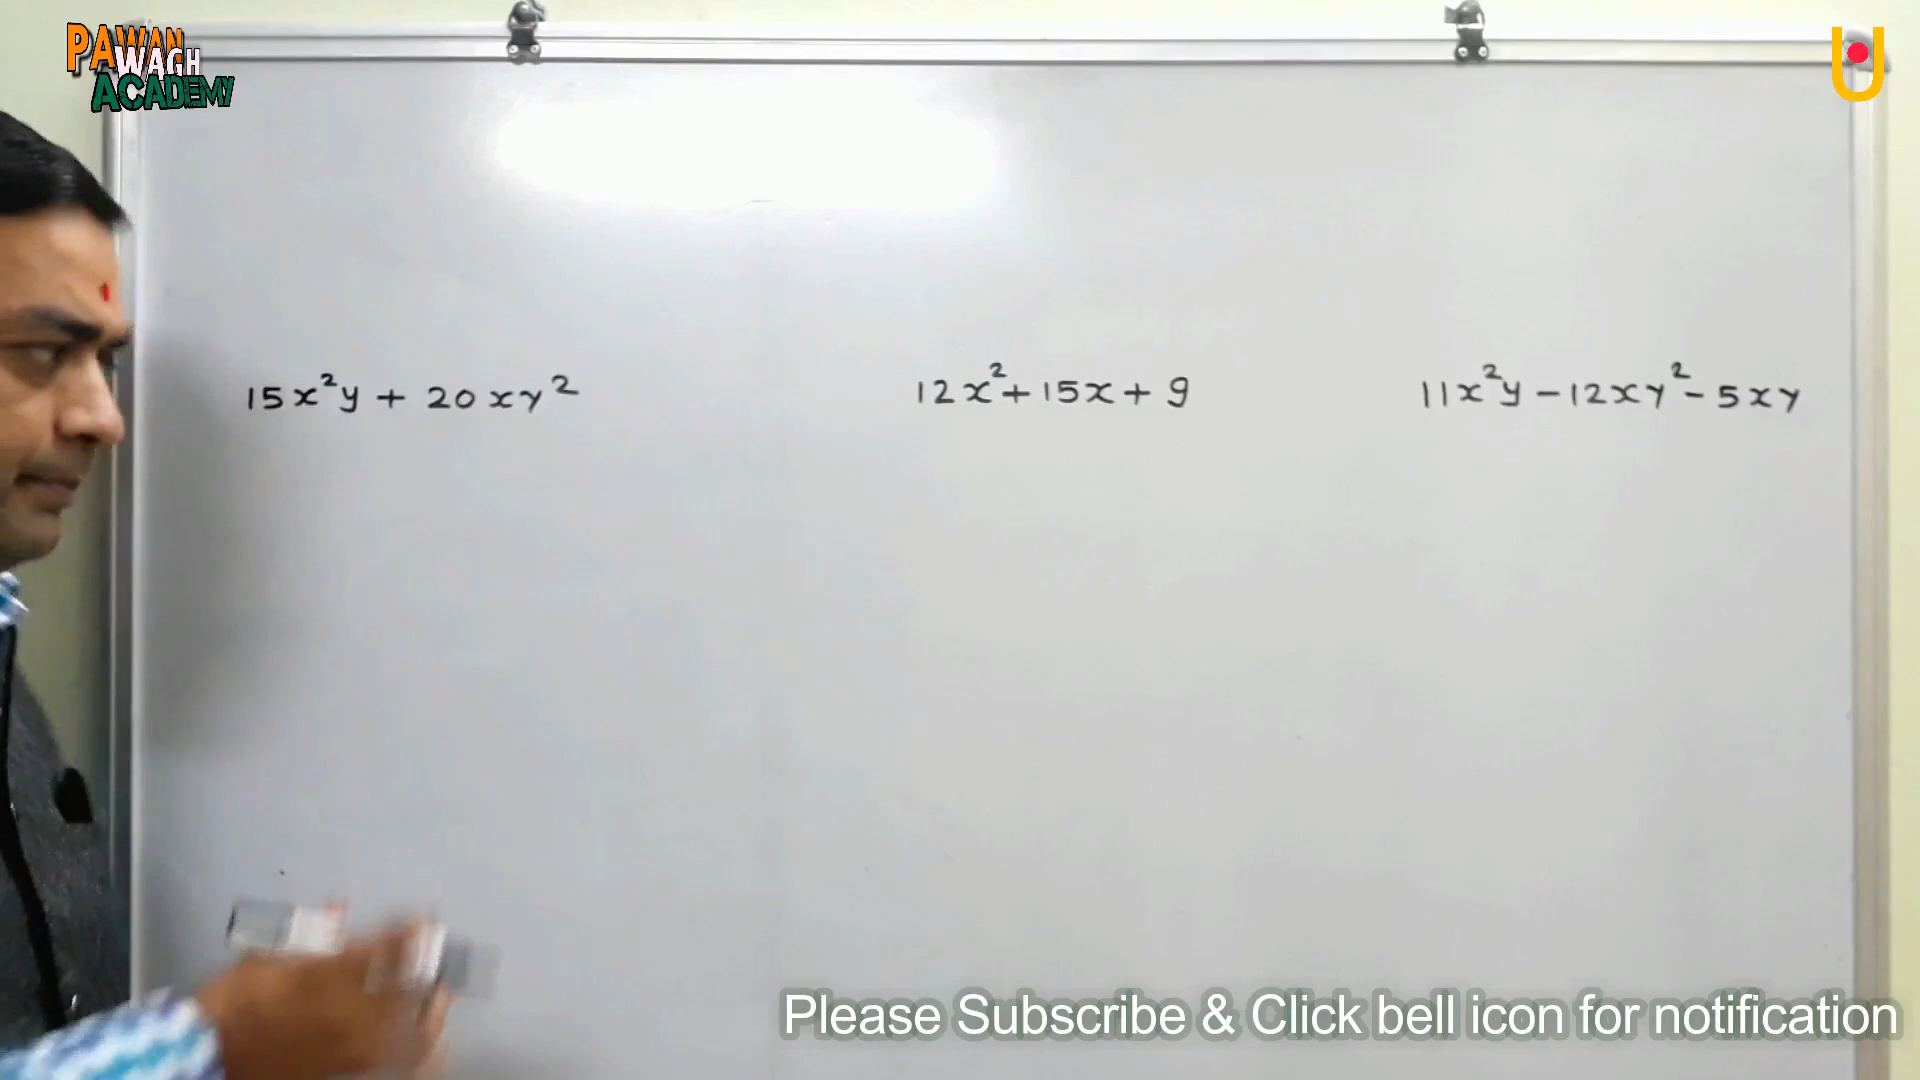 PAWAN
WAGH
ACADEMY
15x²y + 20xy²
12x² + 15x + 9
11x²y - 12xy² - 5xy
Please Subscribe & Click bell icon for notification